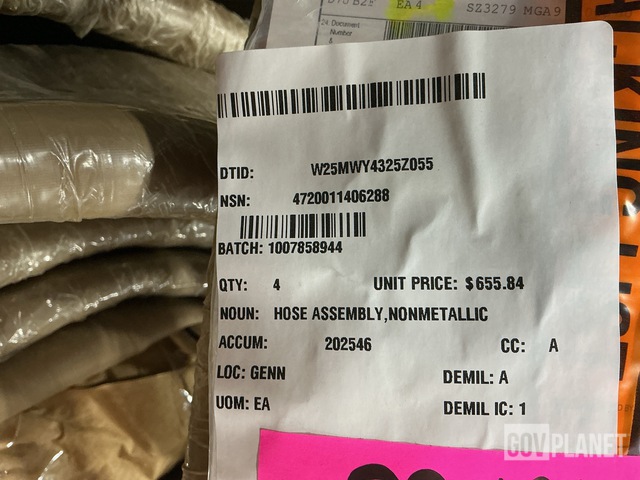 EA 4
SZ3279 MGA9
24. Document
Number
&
DTID: W25MWY4325Z055
NSN: 4720011406288
BATCH: 1007858944
QTY: 4 UNIT PRICE: $655.84
NOUN: HOSE ASSEMBLY,NONMETALLIC
ACCUM: 202546 CC: A
LOC: GENN DEMIL: A
UOM: EA DEMIL IC: 1
GOVPLANET